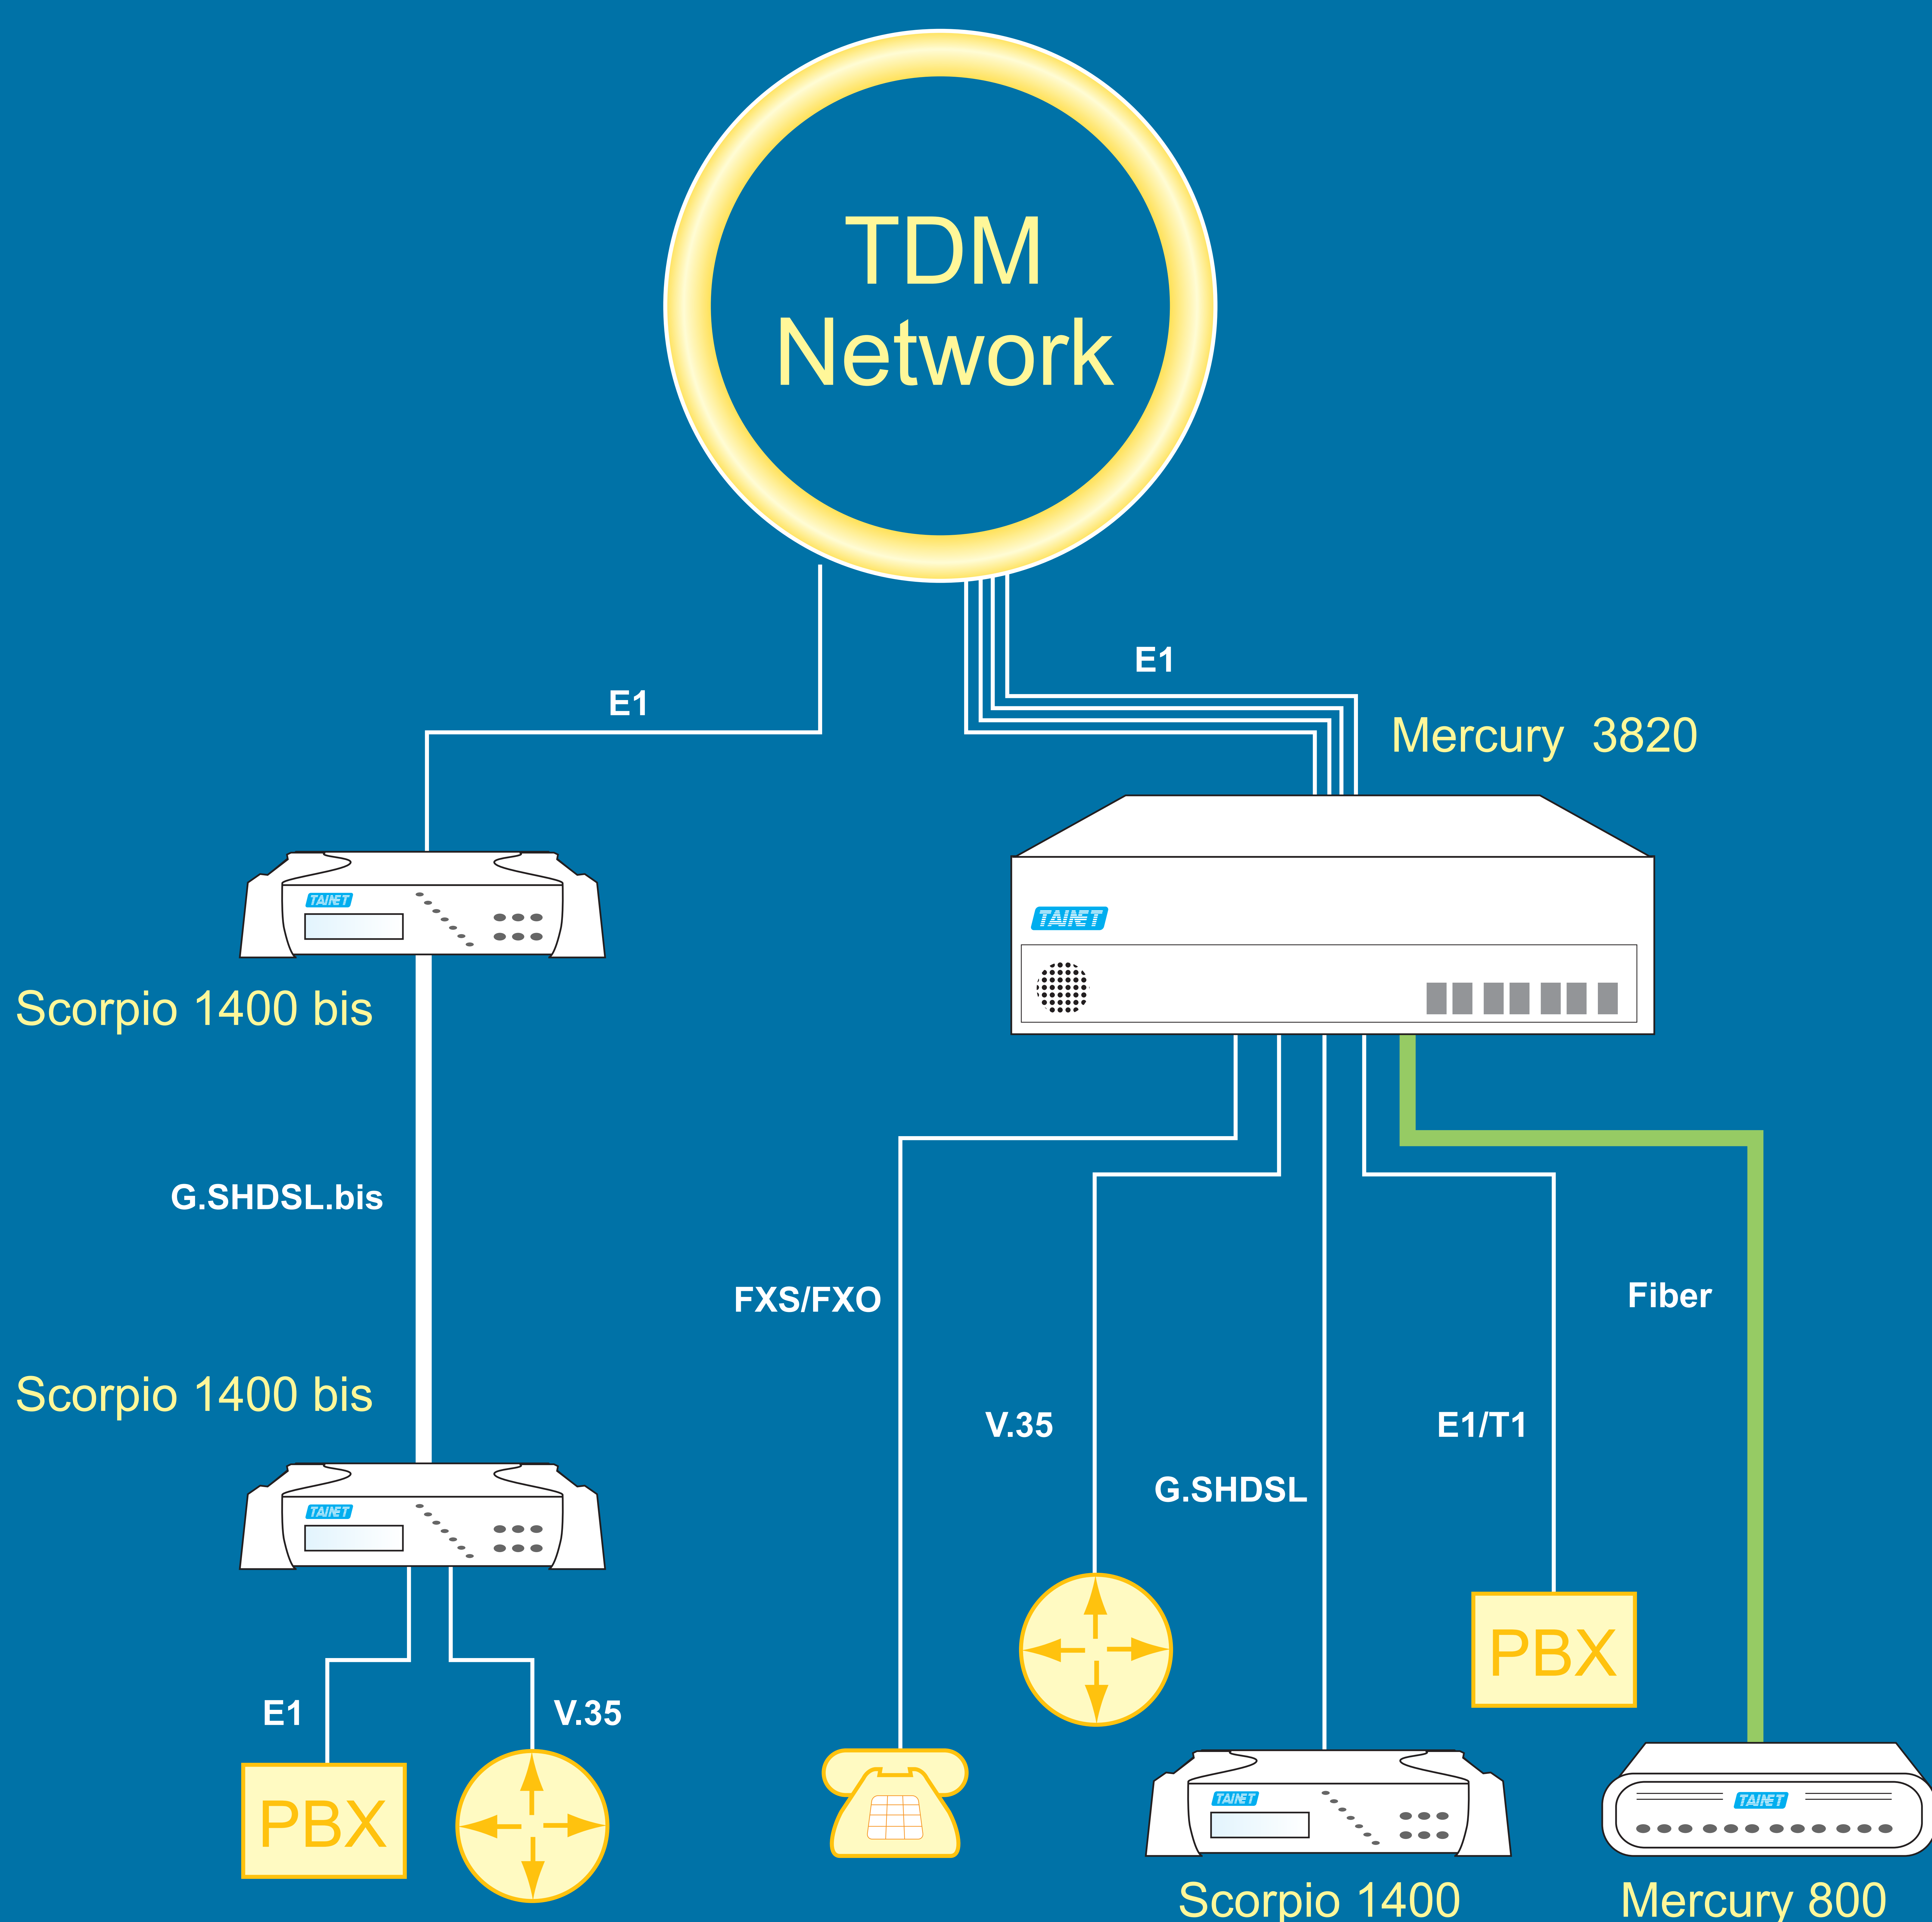 TDM
Network
E1
E1
Mercury 3820
TAINET
TAINET
Scorpio 1400 bis
G.SHDSL.bis
FXS/FXO
Fiber
Scorpio 1400 bis
V.35
E1/T1
G.SHDSL
TAINET
PBX
E1
V.35
PBX
TAINET
TAINET
Scorpio 1400
Mercury 800